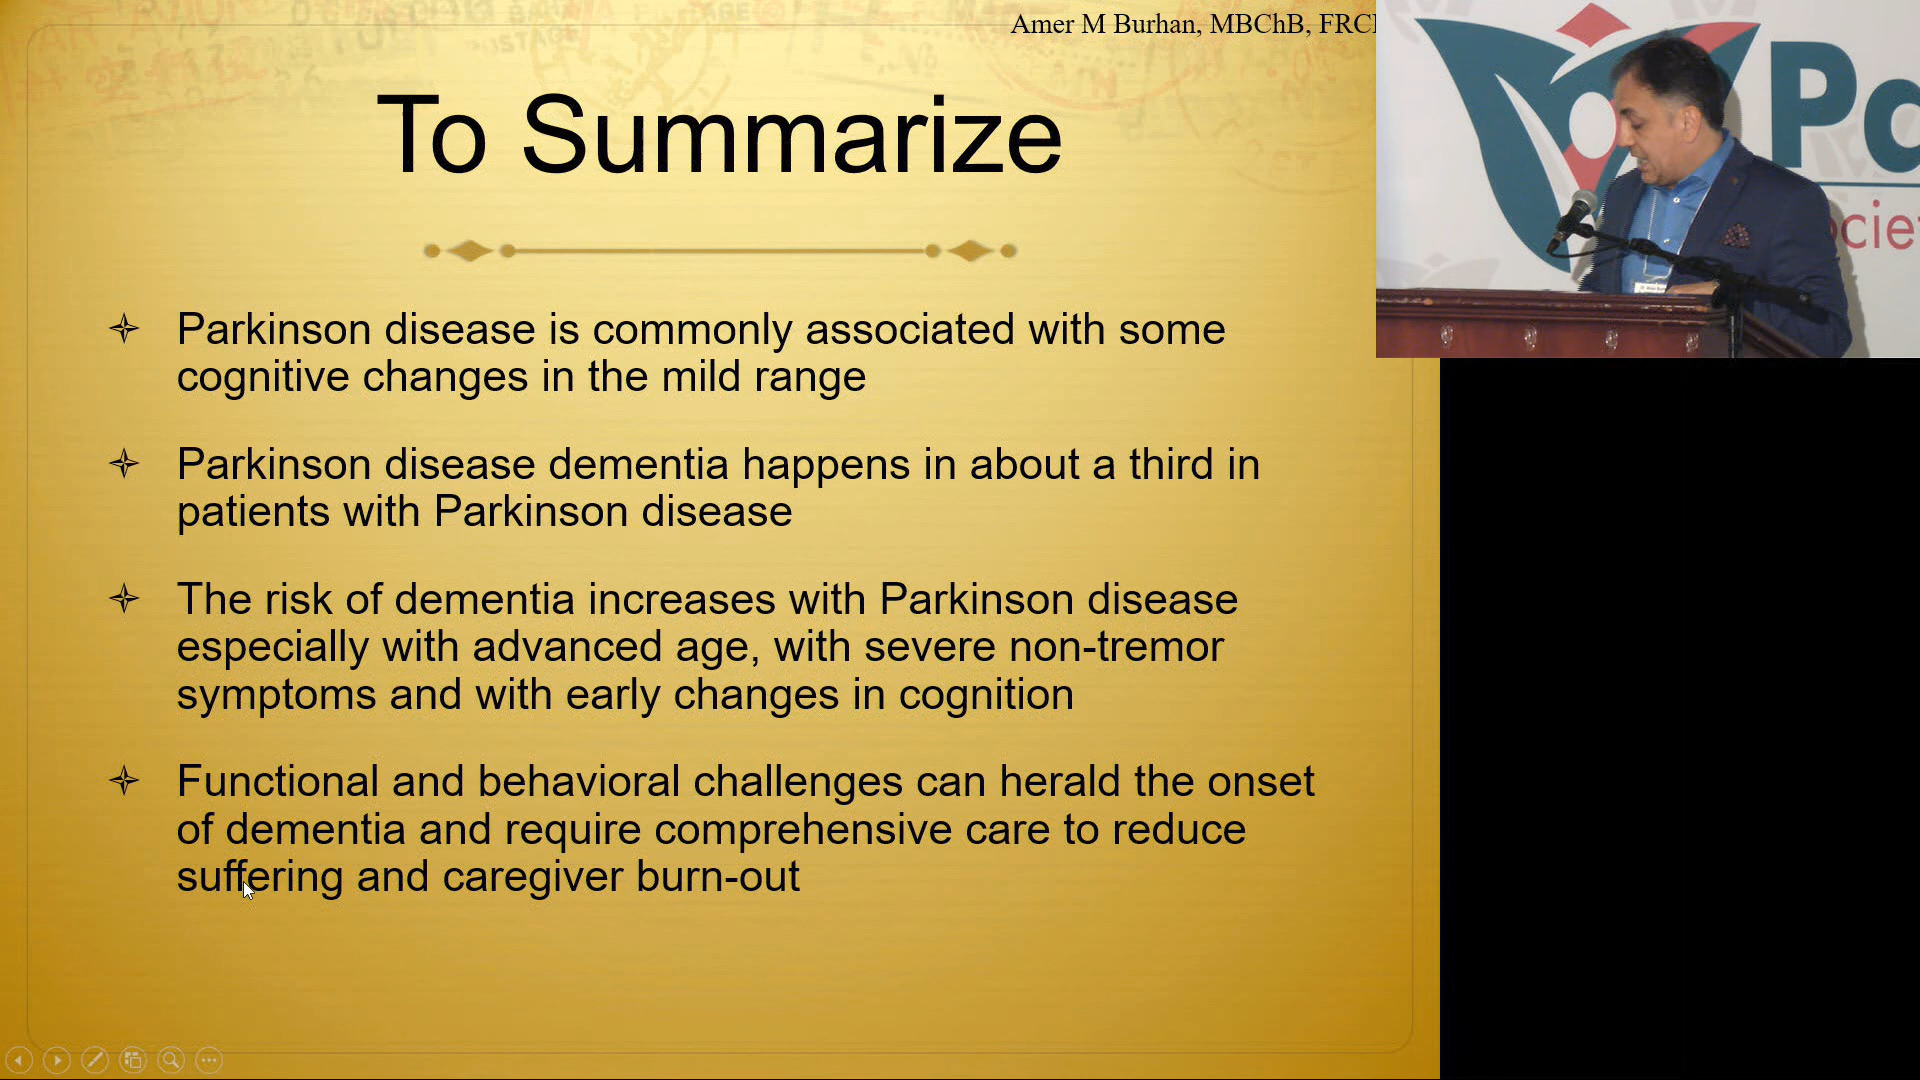 Amer M Burhan, MBChB, FRC
To Summarize
Parkinson disease is commonly associated with some
cognitive changes in the mild range
Parkinson disease dementia happens in about a third in
patients with Parkinson disease
The risk of dementia increases with Parkinson disease
especially with advanced age, with severe non-tremor
symptoms and with early changes in cognition
Functional and behavioral challenges can herald the onset
of dementia and require comprehensive care to reduce
suffering and caregiver burn-out
Pa
ocie